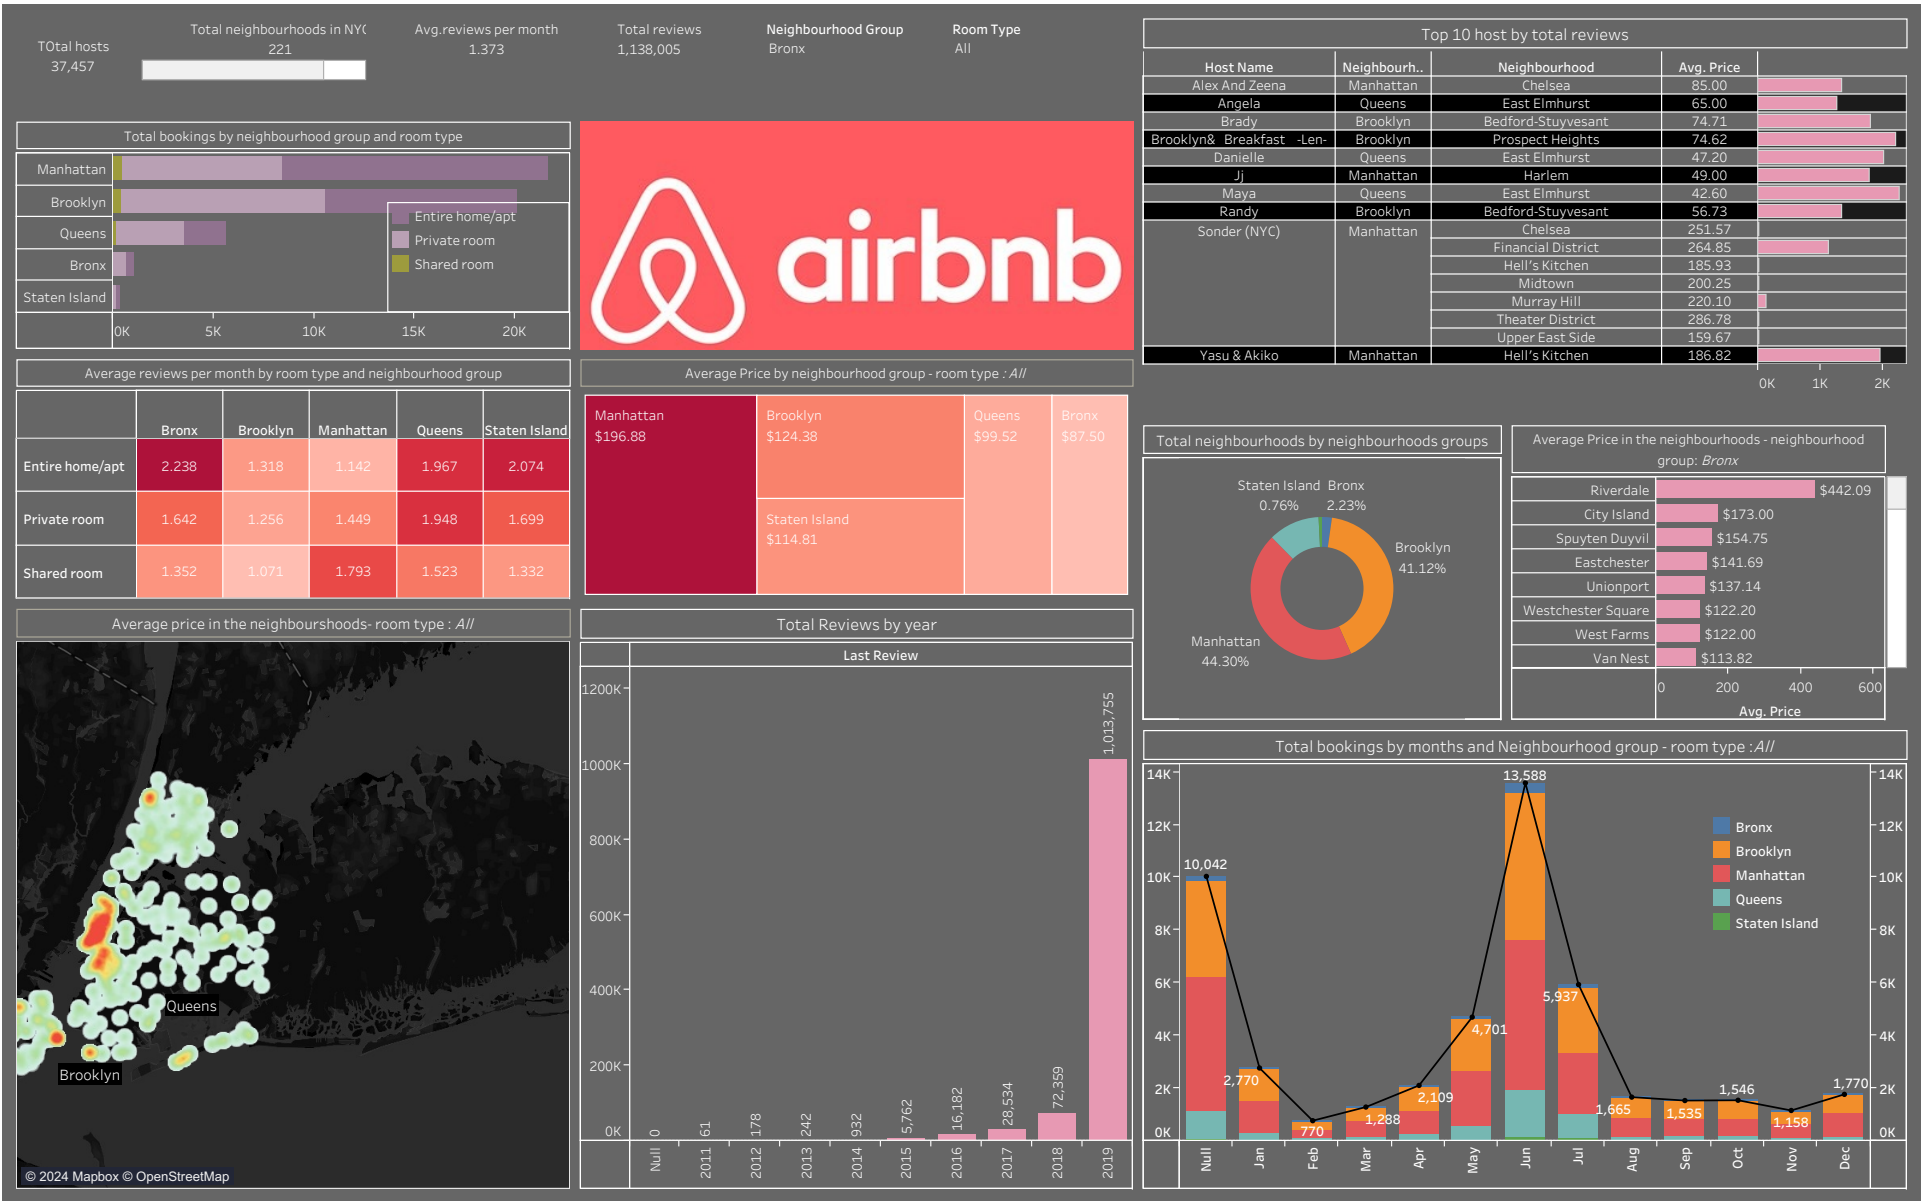 TOtal hosts
37,457
Total neighbourhoods in NY
221
Avg.reviews per month
1.373
Total reviews
1,138,005
Neighbourhood Group
Bronx
Room Type
All
Total bookings by neighbourhood group and room type
Manhattan
Brooklyn
Queens
Bronx
Staten Island
0K 5K 10K 15K 20K
Entire home/apt
Private room
Shared room
airbnb
Top 10 host by total reviews
Host Name Neighbourh.. Neighbourhood Avg. Price
Alex And Zeena Manhattan Chelsea 85.00
Angela Queens East Elmhurst 65.00
Brady Brooklyn Bedford-Stuyvesant 74.71
Brooklyn& Breakfast -Len- Brooklyn Prospect Heights 74.62
Danielle Queens East Elmhurst 47.20
Jj Manhattan Harlem 49.00
Maya Queens East Elmhurst 42.60
Randy Brooklyn Bedford-Stuyvesant 56.73
Sonder (NYC) Manhattan Chelsea 251.57
Financial District 264.85
Hell's Kitchen 185.93
Midtown 200.25
Murray Hill 220.10
Theater District 286.78
Upper East Side 159.67
Yasu & Akiko Manhattan Hell's Kitchen 186.82
0K 1K 2K
Average reviews per month by room type and neighbourhood group
Bronx Brooklyn Manhattan Queens Staten Island
Entire home/apt 2.238 1.318 1.142 1.967 2.074
Private room 1.642 1.256 1.449 1.948 1.699
Shared room 1.352 1.071 1.793 1.523 1.332
Average Price by neighbourhood group - room type : All
Manhattan
$196.88
Brooklyn
$124.38
Staten Island
$114.81
Queens
$99.52
Bronx
$87.50
Total neighbourhoods by neighbourhoods groups
Staten Island
0.76%
Bronx
2.23%
Brooklyn
41.12%
Manhattan
44.30%
Average Price in the neighbourhoods - neighbourhood
group: Bronx
Riverdale $442.09
City Island $173.00
Spuyten Duyvil $154.75
Eastchester $141.69
Unionport $137.14
Westchester Square $122.20
West Farms $122.00
Van Nest $113.82
0 200 400 600
Avg. Price
Average price in the neighbourshoods- room type : All
Queens
Brooklyn
© 2024 Mapbox © OpenStreetMap
Total Reviews by year
Last Review
1200K
1000K
800K
600K
400K
200K
0K
0 61 178 242 932 5,762 16,182 28,534 72,359 1,013,755
Null 2011 2012 2013 2014 2015 2016 2017 2018 2019
Total bookings by months and Neighbourhood group - room type :All
14K 14K
12K 12K
10K 10K
8K 8K
6K 6K
4K 4K
2K 2K
0K 0K
10,042 2,770 770 1,288 2,109 4,701 13,588 5,937 1,665 1,535 1,546 1,158 1,770
Bronx
Brooklyn
Manhattan
Queens
Staten Island
Null Jan Feb Mar Apr May Jun Jul Aug Sep Oct Nov Dec